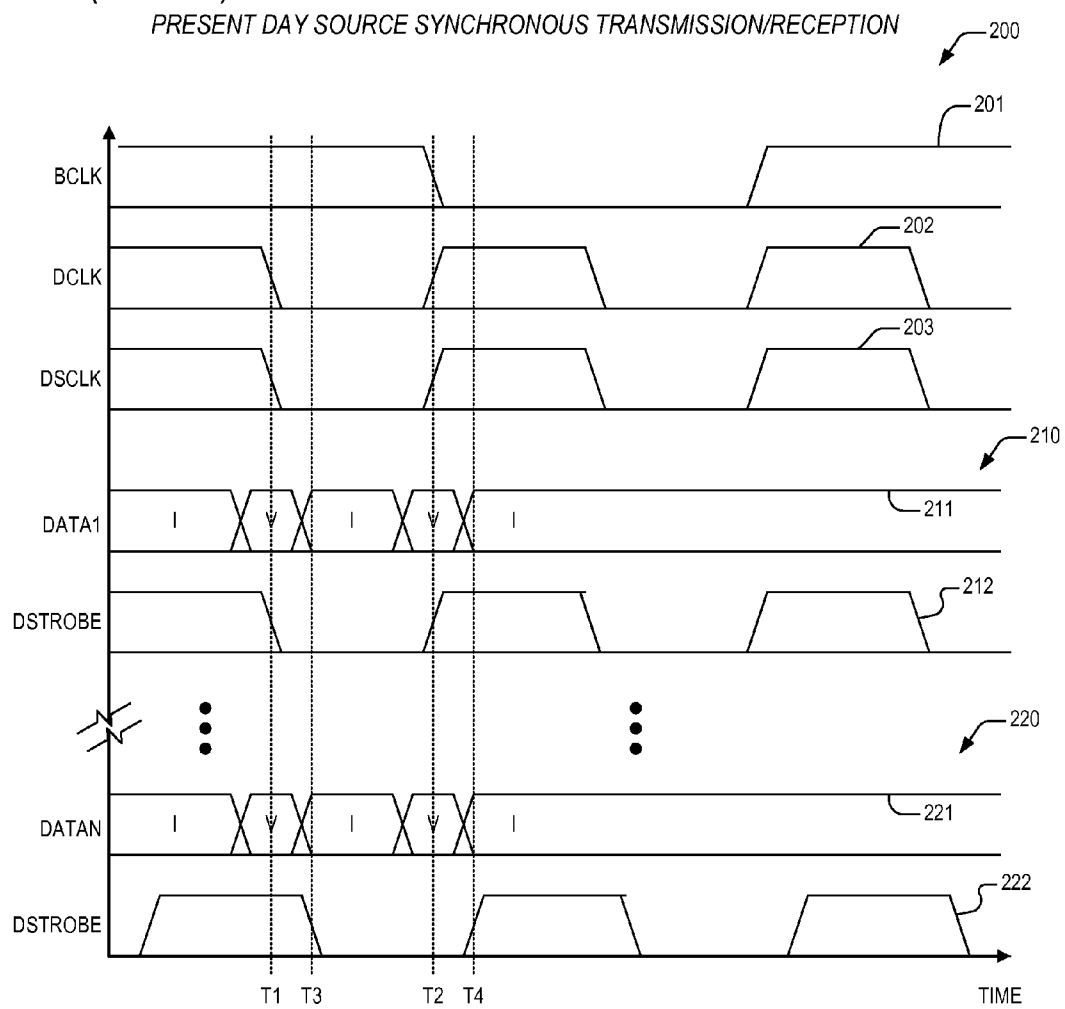 PRESENT DAY SOURCE SYNCHRONOUS TRANSMISSION/RECEPTION
200
201
BCLK
202
DCLK
203
DSCLK
210
DATA1 I V I V I
211
DSTROBE
212
220
DATAN I V I V I
221
DSTROBE
222
T1 T3 T2 T4 TIME